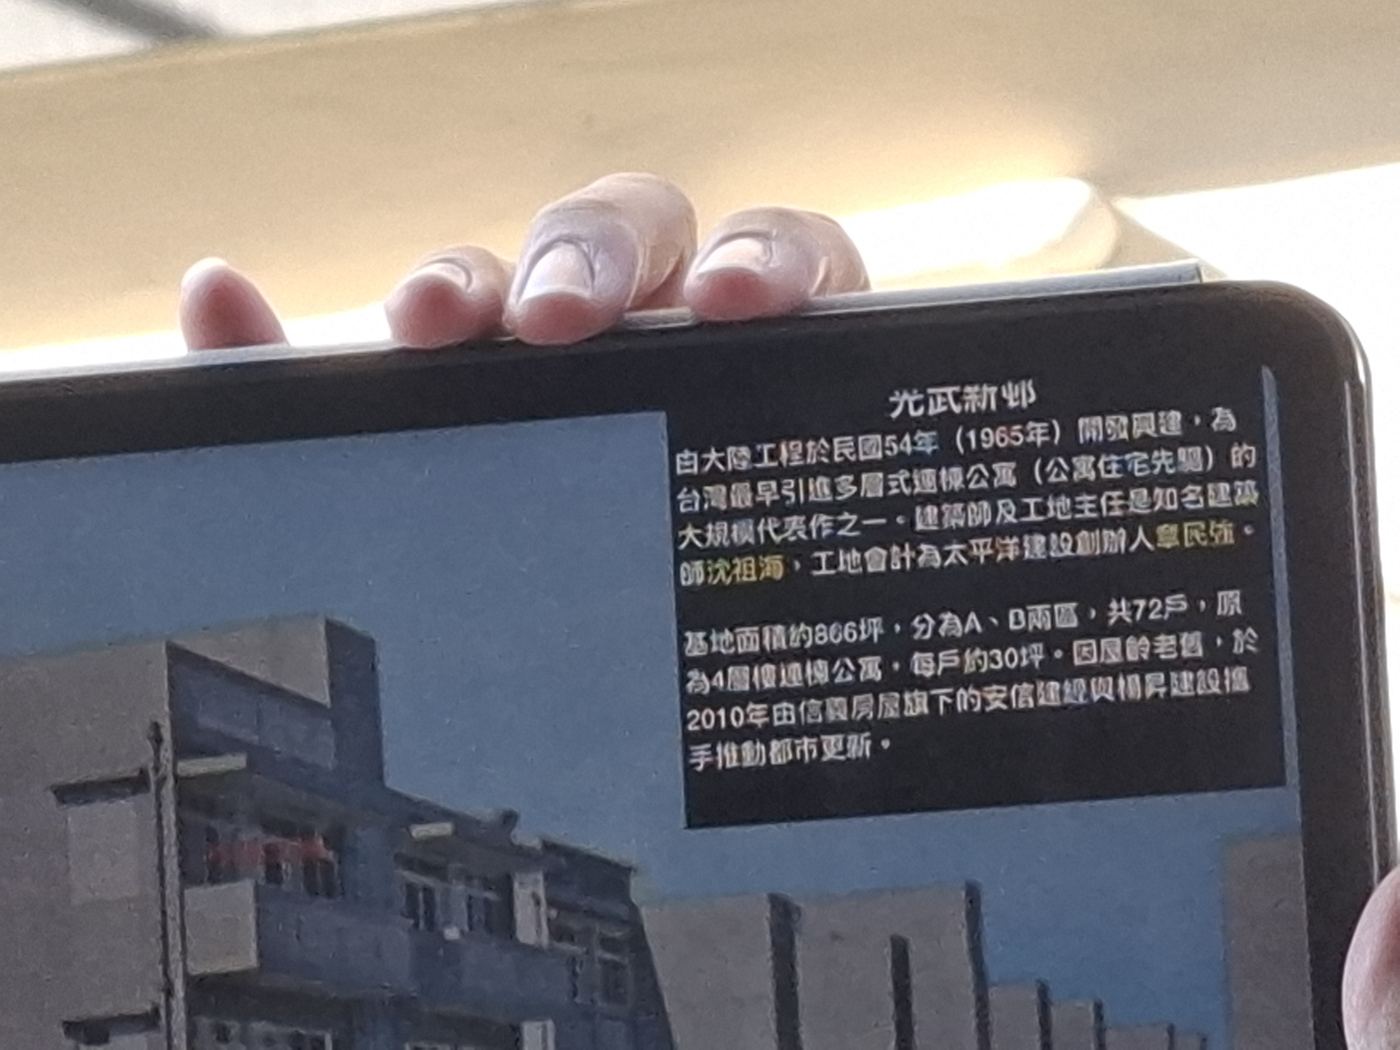 光武新邨
由大陸工程於民國54年（1965年）開發興建，為
台灣最早引進多層式連棟公寓（公寓住宅先驅）的
大規模代表作之一。建築師及工地主任是知名建築
師沈祖海，工地會計為太平洋建設創辦人章民強。
基地面積約866坪，分為A、B兩區，共72戶，原
為4層樓連棟公寓，每戶約30坪。因屋齡老舊，於
2010年由信義房屋旗下的安信建經與楊昇建設攜
手推動都市更新。